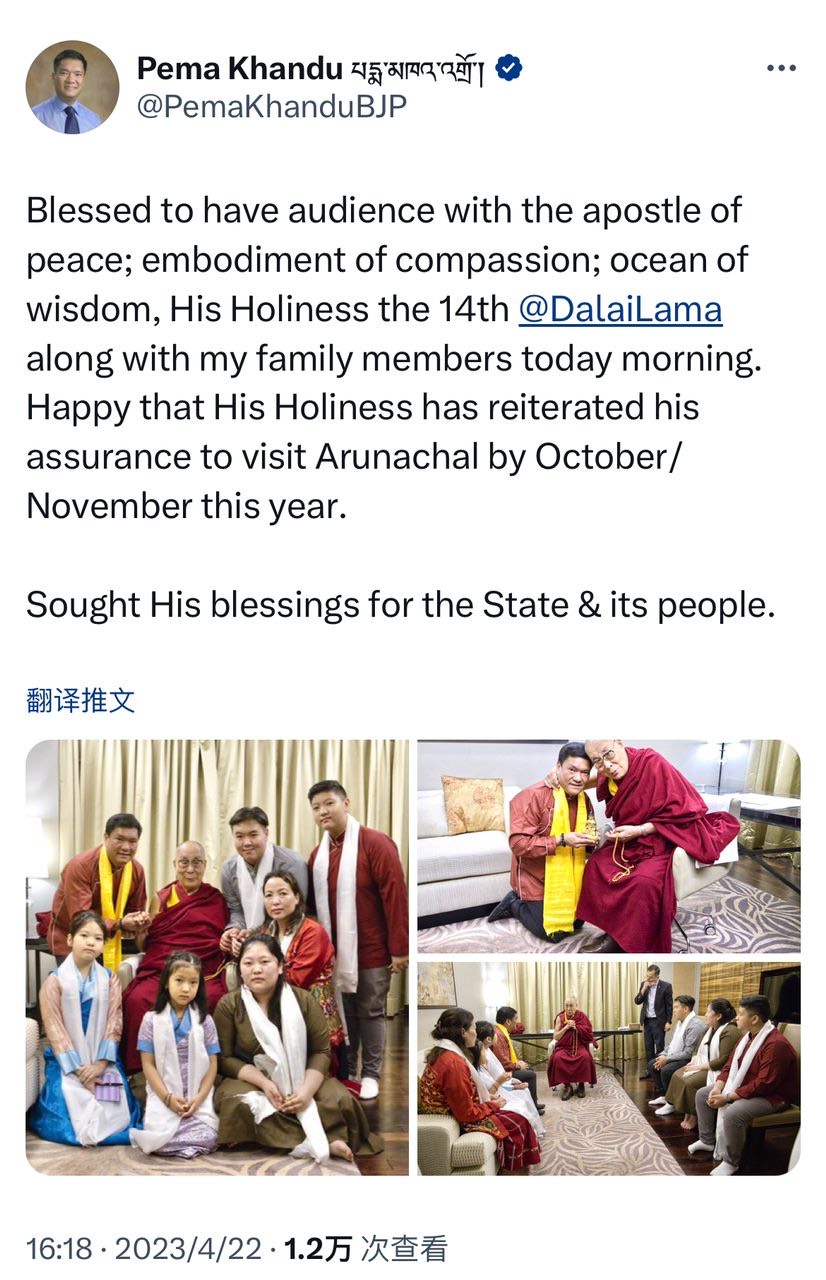 Pema Khandu པདྨ་མཁའ་འགྲོ།
@PemaKhanduBJP
Blessed to have audience with the apostle of
peace; embodiment of compassion; ocean of
wisdom, His Holiness the 14th @DalaiLama
along with my family members today morning.
Happy that His Holiness has reiterated his
assurance to visit Arunachal by October/
November this year.
Sought His blessings for the State & its people.
翻译推文
16:18 · 2023/4/22 · 1.2万 次查看